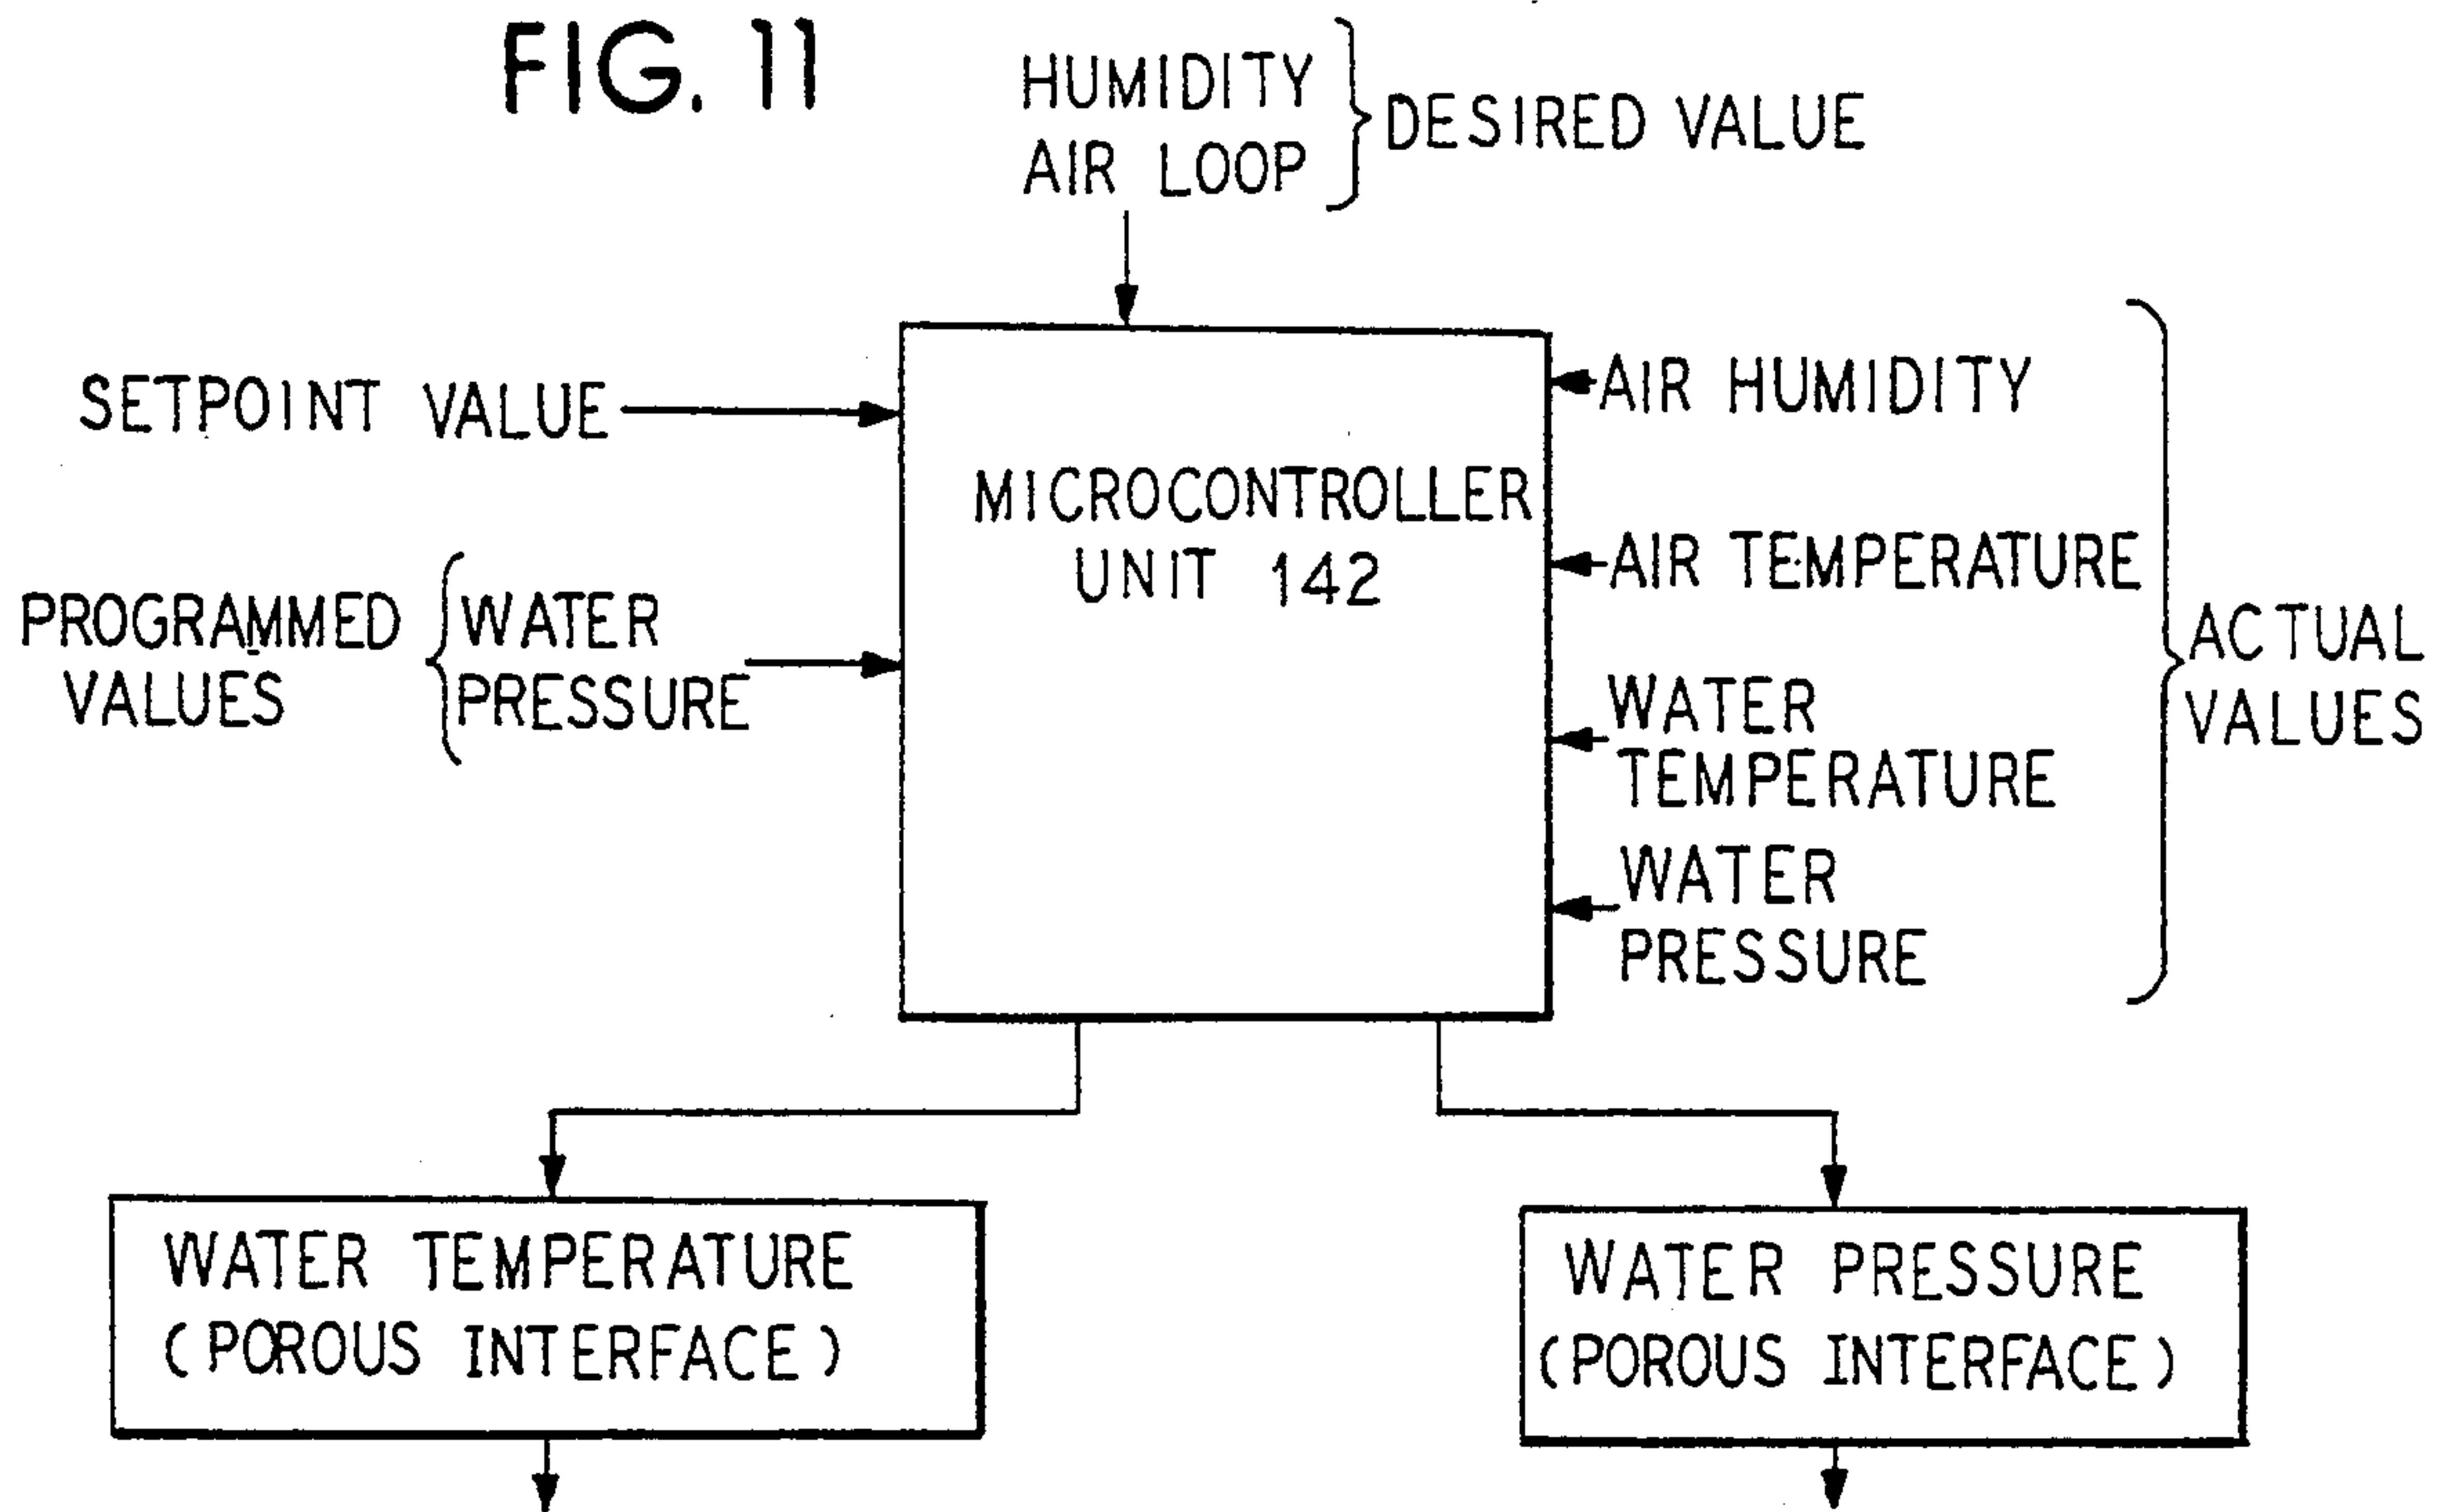 FIG. 11
HUMIDITY
AIR LOOP
DESIRED VALUE
SETPOINT VALUE
PROGRAMMED
VALUES
WATER
PRESSURE
MICROCONTROLLER
UNIT 142
AIR HUMIDITY
AIR TEMPERATURE
WATER
TEMPERATURE
WATER
PRESSURE
ACTUAL
VALUES
WATER TEMPERATURE
(POROUS INTERFACE)
WATER PRESSURE
(POROUS INTERFACE)